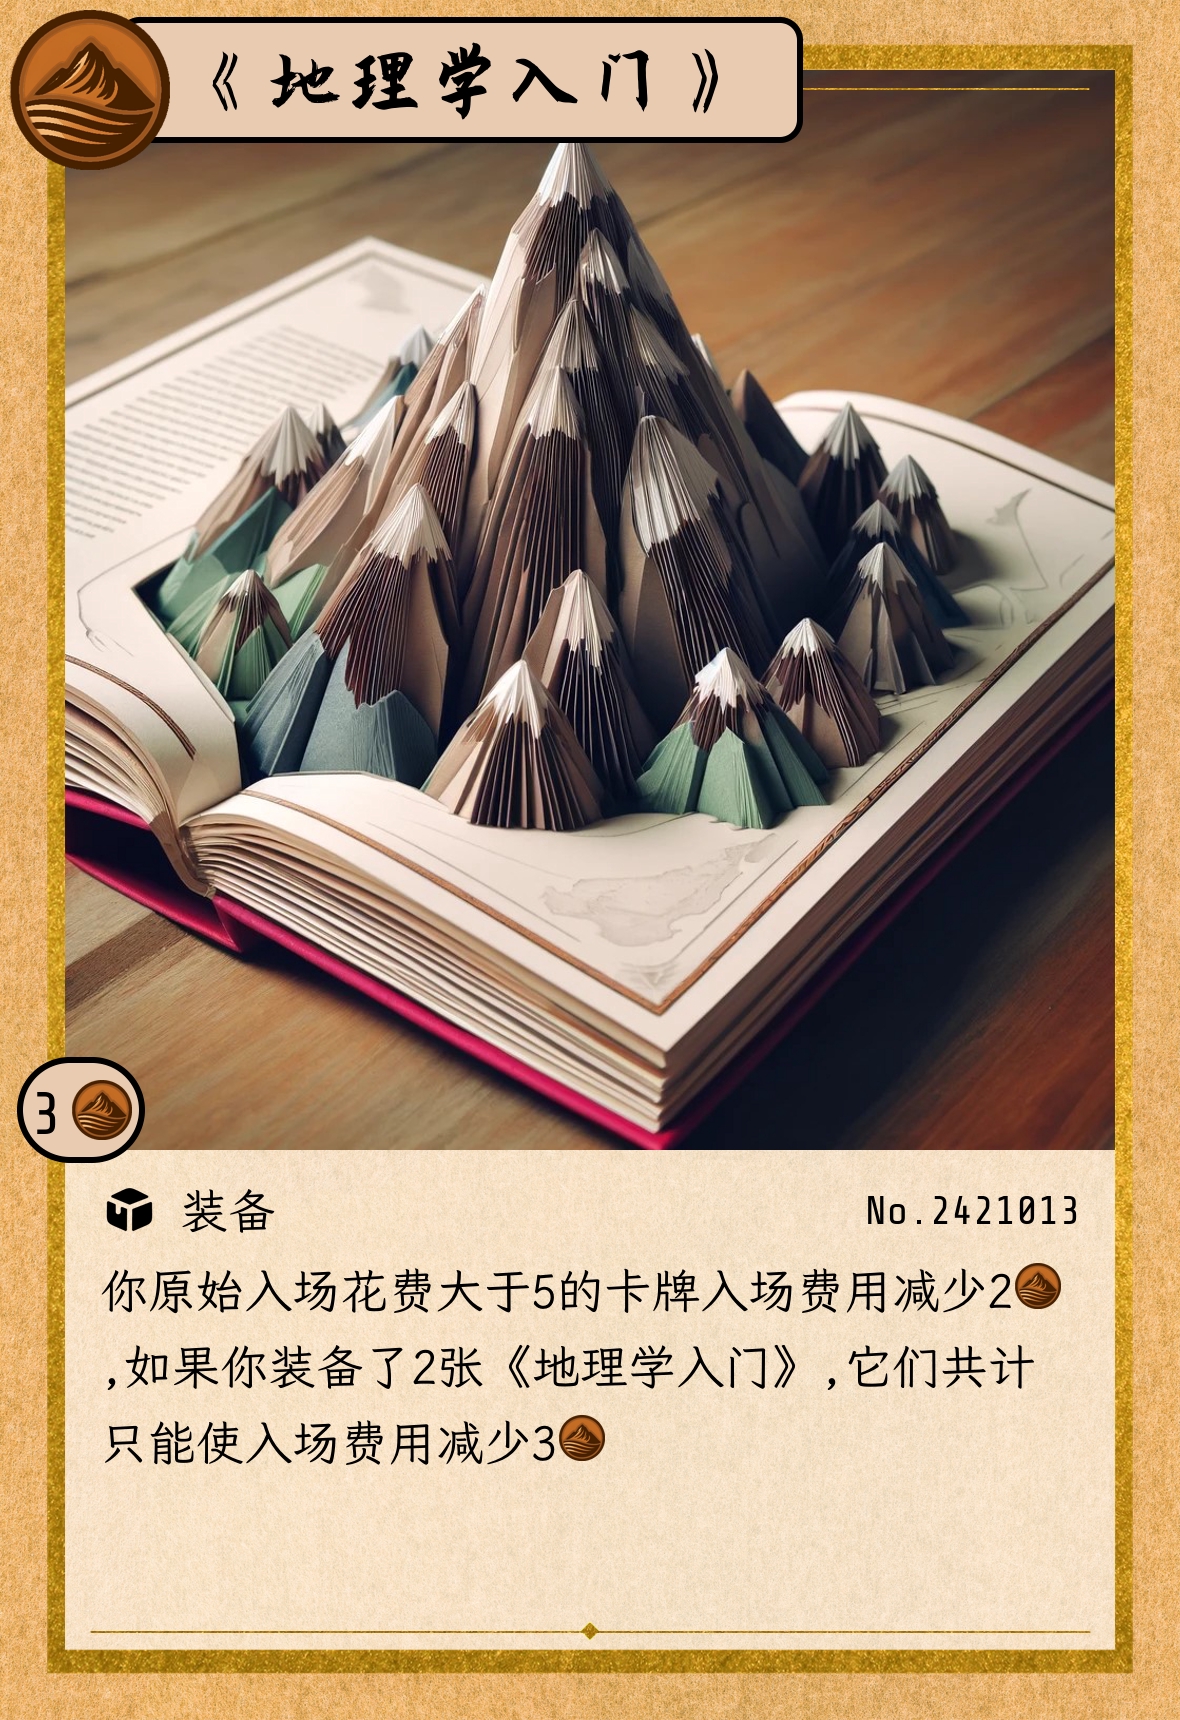 《地理学入门》
3
装备
No.2421013
你原始入场花费大于5的卡牌入场费用减少2
,如果你装备了2张《地理学入门》,它们共计
只能使入场费用减少3